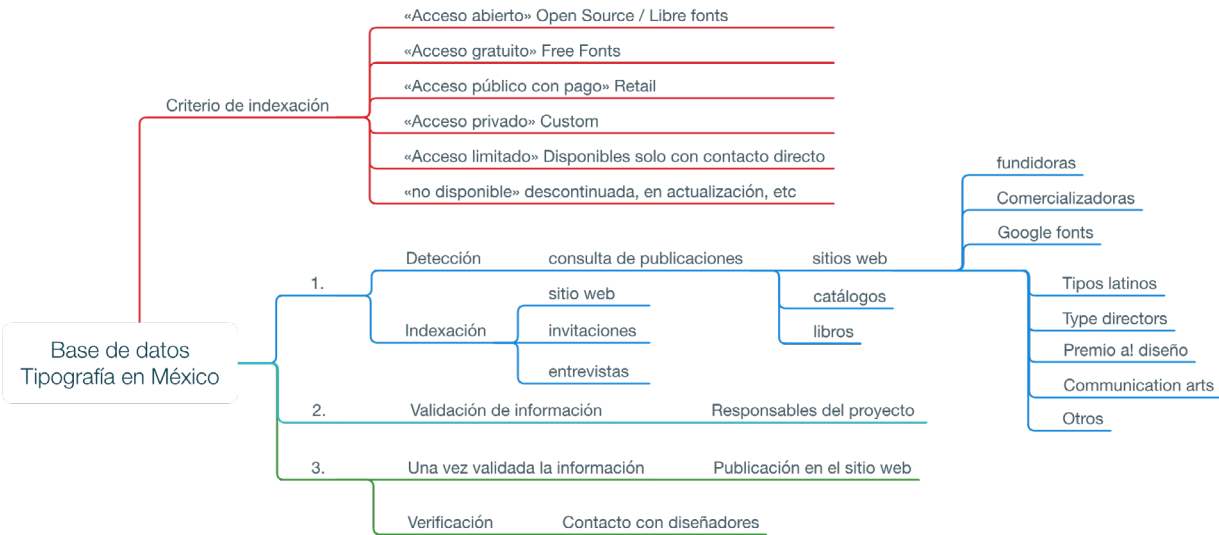 «Acceso abierto» Open Source / Libre fonts
«Acceso gratuito» Free Fonts
«Acceso público con pago» Retail
Criterio de indexación
«Acceso privado» Custom
«Acceso limitado» Disponibles solo con contacto directo
«no disponible» descontinuada, en actualización, etc
fundidoras
Comercializadoras
Google fonts
1.
Detección
consulta de publicaciones
sitios web
catálogos
libros
Tipos latinos
Type directors
Premio a! diseño
Communication arts
Otros
Indexación
sitio web
invitaciones
entrevistas
Base de datos
Tipografía en México
2.
Validación de información
Responsables del proyecto
3.
Una vez validada la información
Publicación en el sitio web
Verificación
Contacto con diseñadores